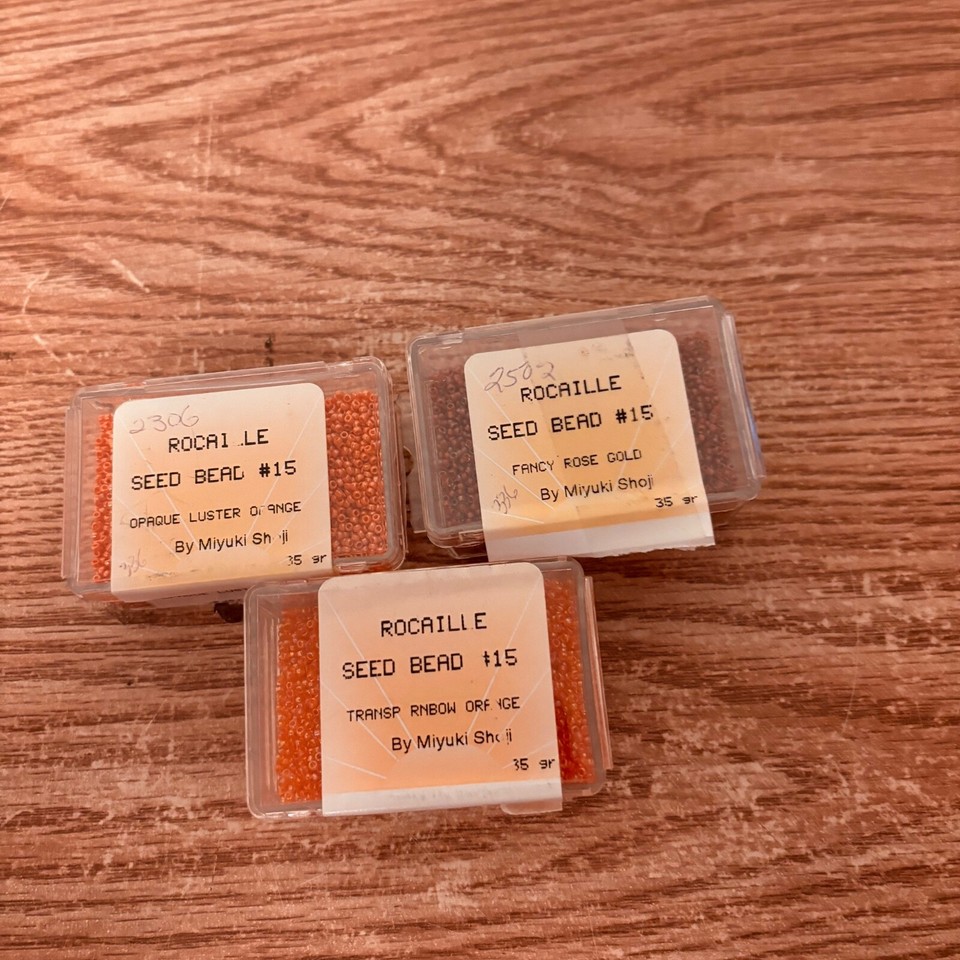 2306
ROCAILLE
SEED BEAD #15
OPAQUE LUSTER ORANGE
By Miyuki Shoji
35 gr
2502
ROCAILLE
SEED BEAD #15
FANCY ROSE GOLD
By Miyuki Shoji
35 gr
ROCAILLE
SEED BEAD #15
TRANSP RNBOW ORANGE
By Miyuki Shoji
35 gr